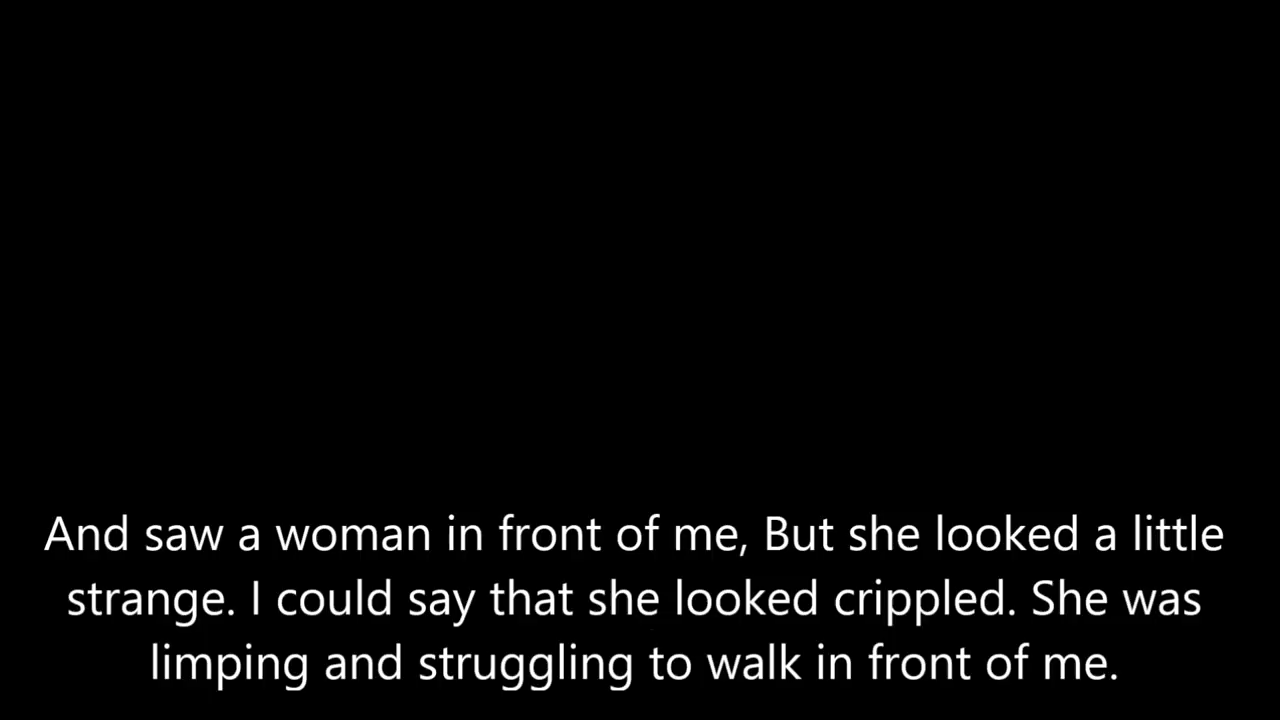 And saw a woman in front of me, But she looked a little
strange. I could say that she looked crippled. She was
limping and struggling to walk in front of me.